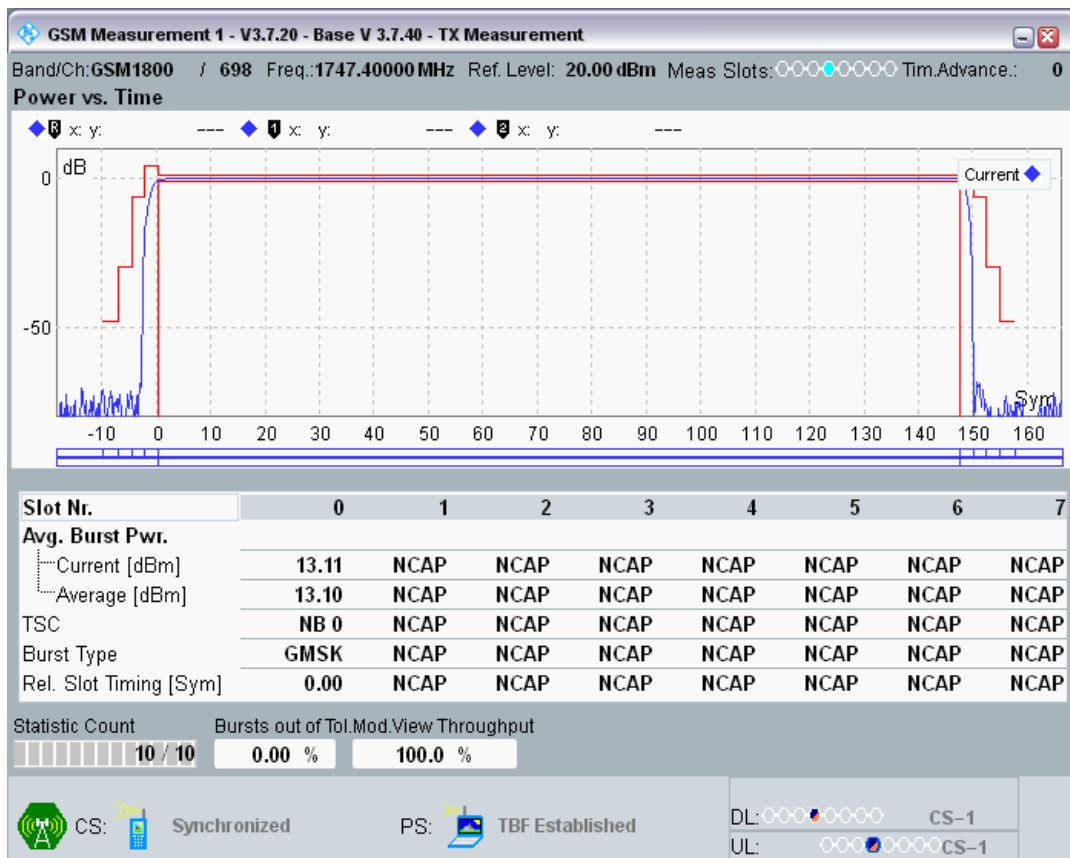 GSM Measurement 1 - V3.7.20 - Base V 3.7.40 - TX Measurement
Band/Ch:GSM1800 / 698 Freq.:1747.40000 MHz Ref. Level: 20.00 dBm Meas Slots: Tim.Advance.: 0
Power vs. Time
R x: y: --- 1 x: y: --- 2 x: y: ---
dB
Current
0
-50
Sym
-10 0 10 20 30 40 50 60 70 80 90 100 110 120 130 140 150 160
Slot Nr. 0 1 2 3 4 5 6 7
Avg. Burst Pwr.
Current [dBm] 13.11 NCAP NCAP NCAP NCAP NCAP NCAP NCAP
Average [dBm] 13.10 NCAP NCAP NCAP NCAP NCAP NCAP NCAP
TSC NB 0 NCAP NCAP NCAP NCAP NCAP NCAP NCAP
Burst Type GMSK NCAP NCAP NCAP NCAP NCAP NCAP NCAP
Rel. Slot Timing [Sym] 0.00 NCAP NCAP NCAP NCAP NCAP NCAP NCAP
Statistic Count Bursts out of Tol.Mod.View Throughput
10 / 10 0.00 % 100.0 %
CS: Synchronized PS: TBF Established
DL: CS-1
UL: CS-1